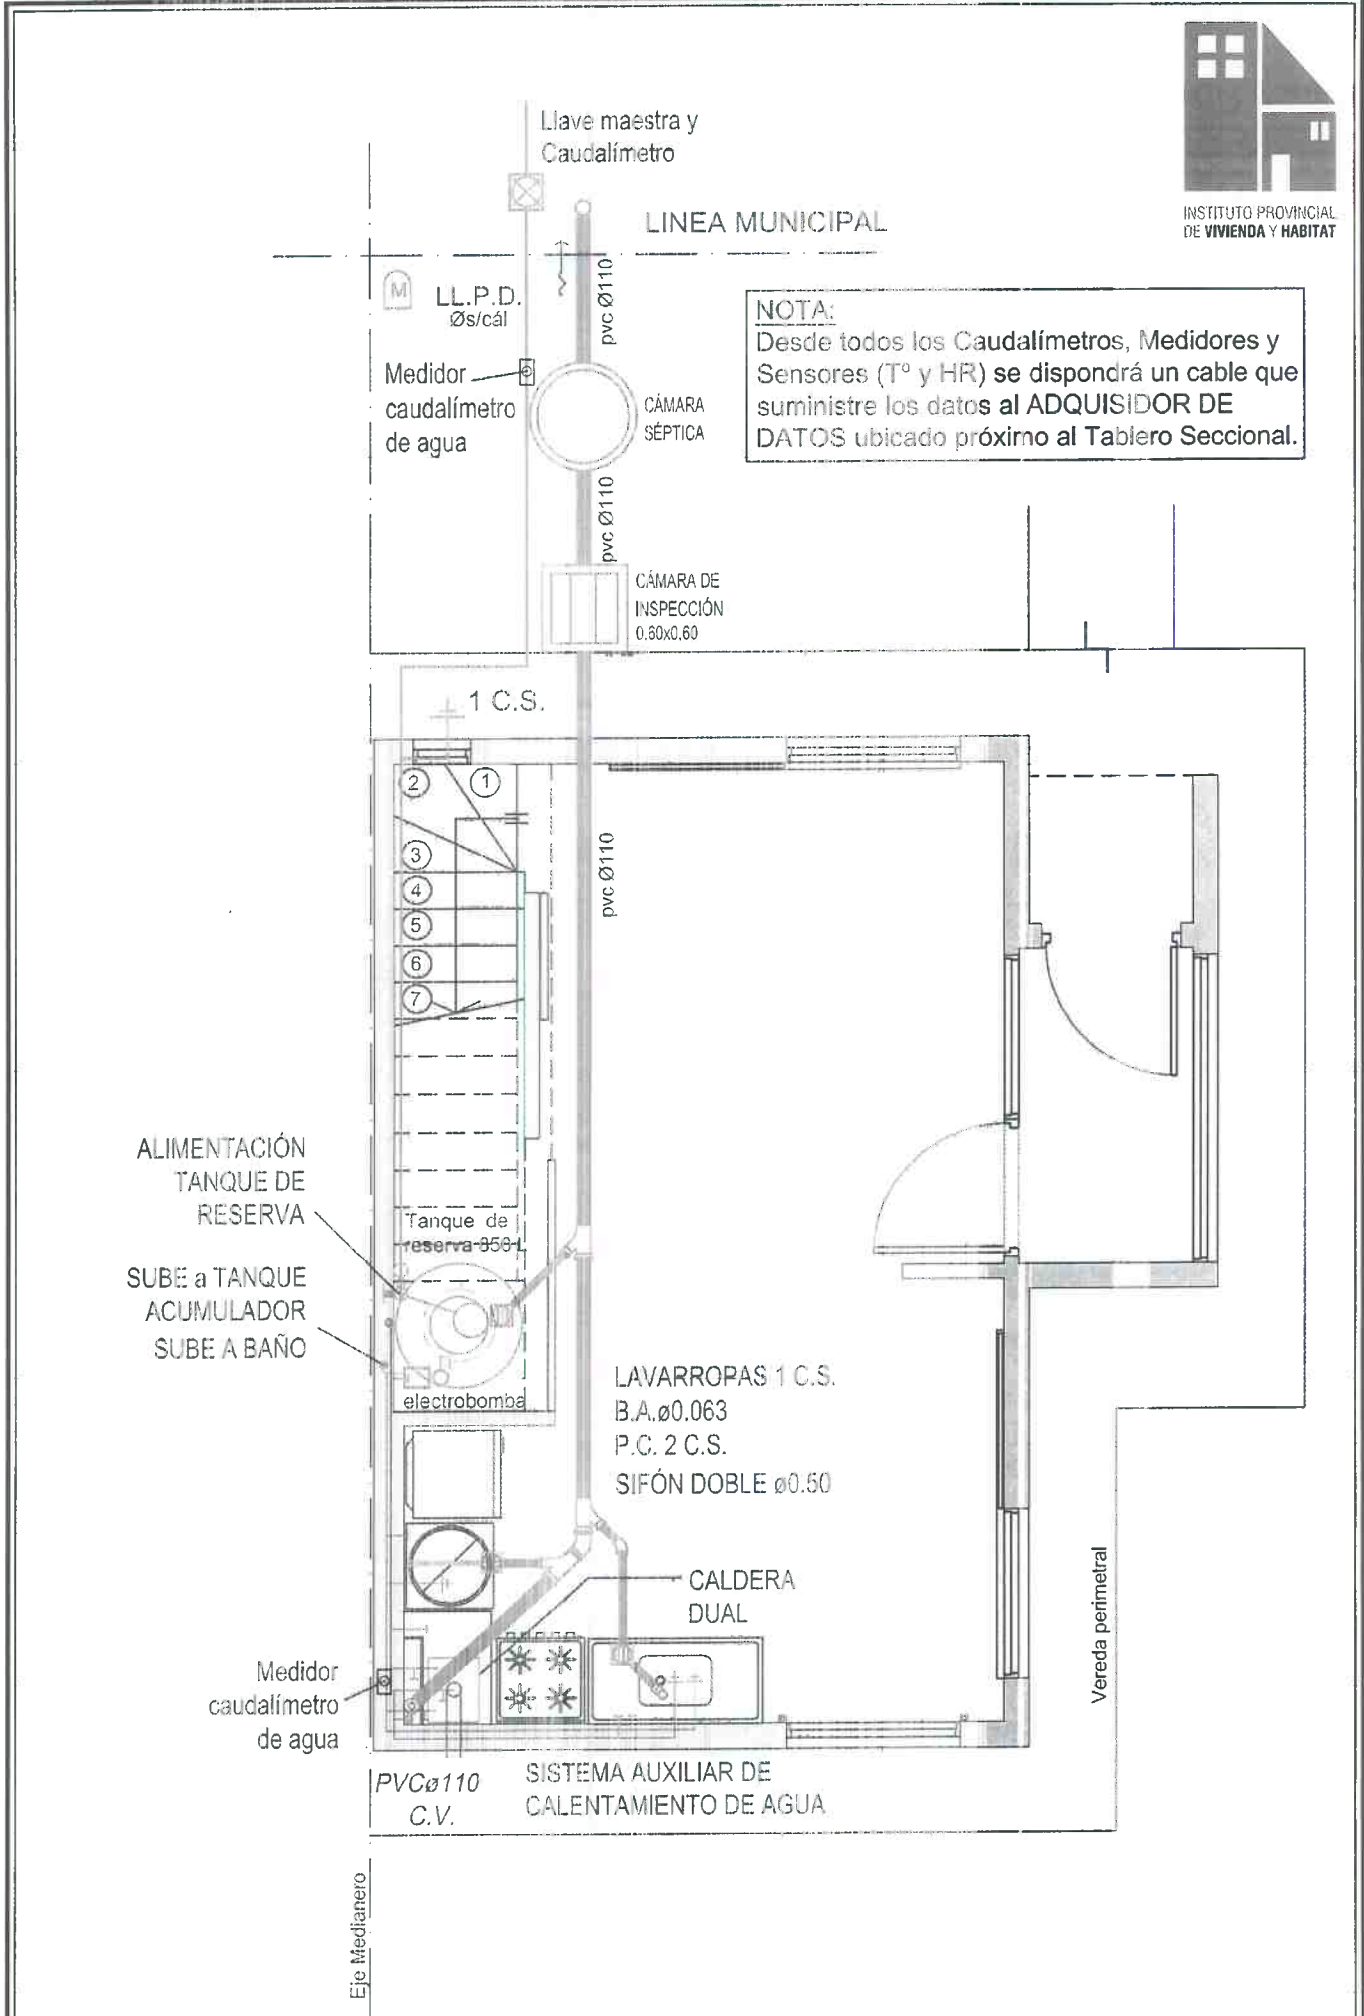 INSTITUTO PROVINCIAL
DE VIVIENDA Y HABITAT
Llave maestra y
Caudalímetro
LINEA MUNICIPAL
M
LL.P.D.
Øs/cál
pvc Ø110
NOTA:
Desde todos los Caudalímetros, Medidores y
Sensores (Tº y HR) se dispondrá un cable que
suministre los datos al ADQUISIDOR DE
DATOS ubicado próximo al Tablero Seccional.
Medidor
caudalímetro
de agua
CÁMARA
SÉPTICA
pvc Ø110
CÁMARA DE
INSPECCIÓN
0.60x0.60
1 C.S.
1
2
3
4
5
6
7
pvc Ø110
ALIMENTACIÓN
TANQUE DE
RESERVA
Tanque de
reserva 850 L
SUBE a TANQUE
ACUMULADOR
SUBE A BAÑO
electrobomba
LAVARROPAS 1 C.S.
B.A.ø0.063
P.C. 2 C.S.
SIFÓN DOBLE ø0.50
CALDERA
DUAL
Vereda perimetral
Medidor
caudalímetro
de agua
PVCø110
C.V.
SISTEMA AUXILIAR DE
CALENTAMIENTO DE AGUA
Eje Medianero